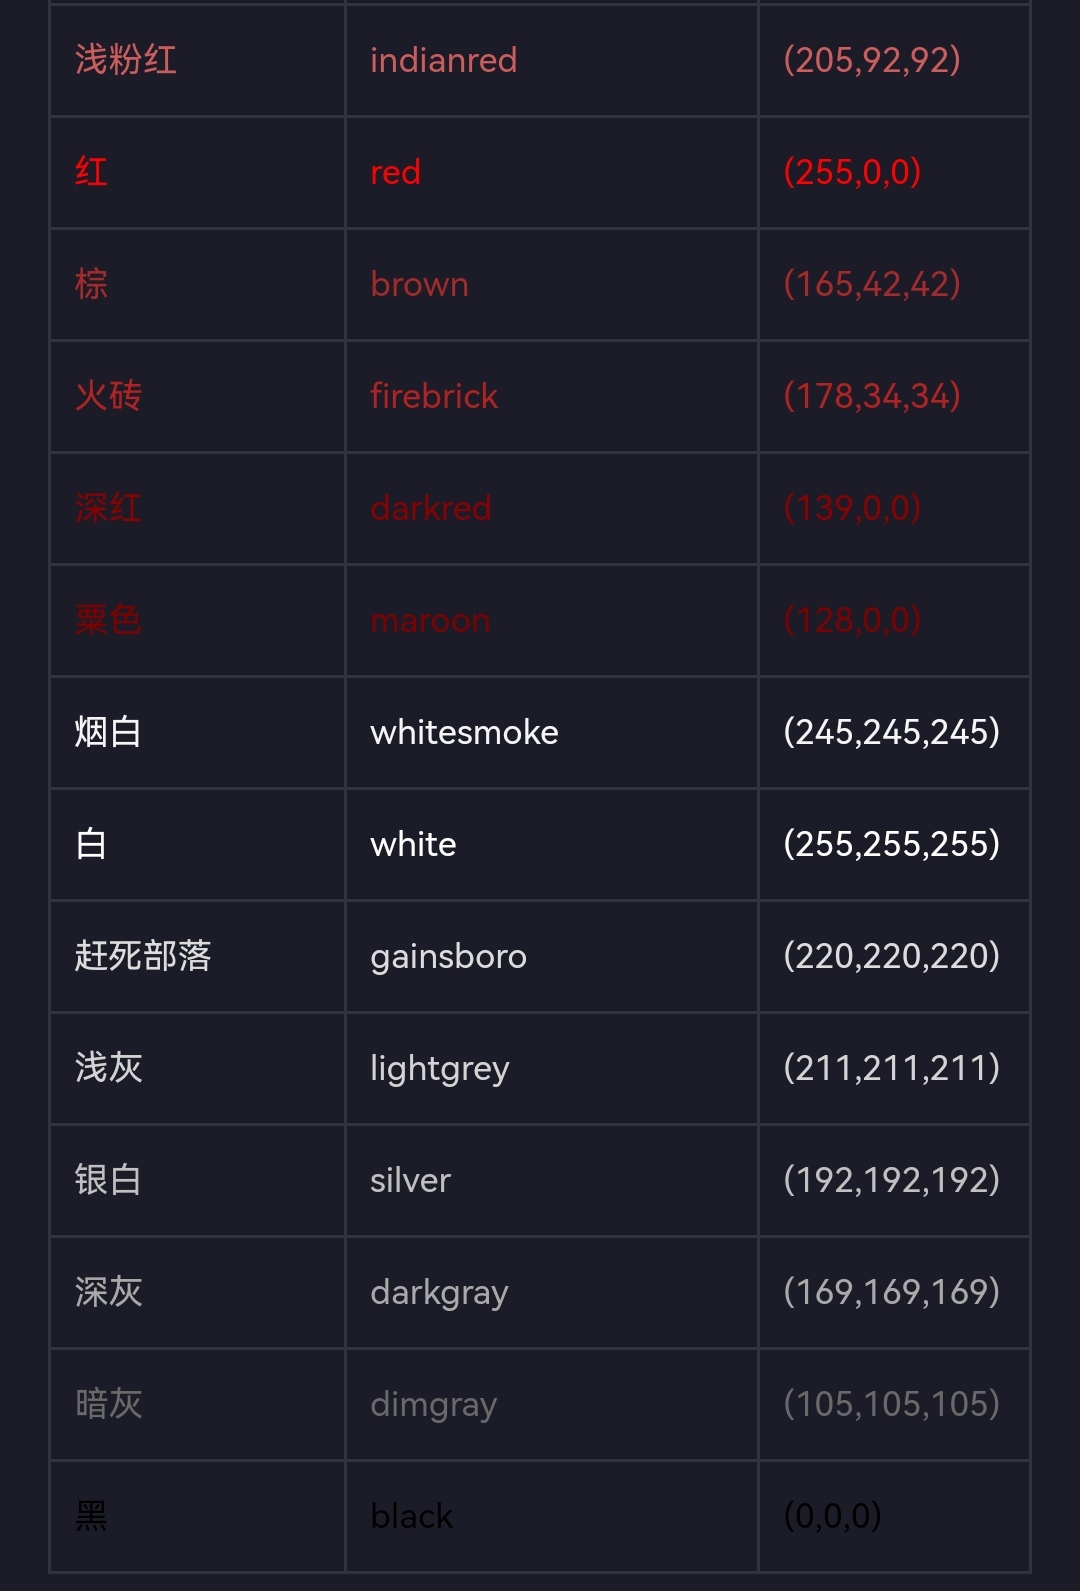 浅粉红 indianred (205,92,92)
红 red (255,0,0)
棕 brown (165,42,42)
火砖 firebrick (178,34,34)
深红 darkred (139,0,0)
粟色 maroon (128,0,0)
烟白 whitesmoke (245,245,245)
白 white (255,255,255)
赶死部落 gainsboro (220,220,220)
浅灰 lightgrey (211,211,211)
银白 silver (192,192,192)
深灰 darkgray (169,169,169)
暗灰 dimgray (105,105,105)
黑 black (0,0,0)